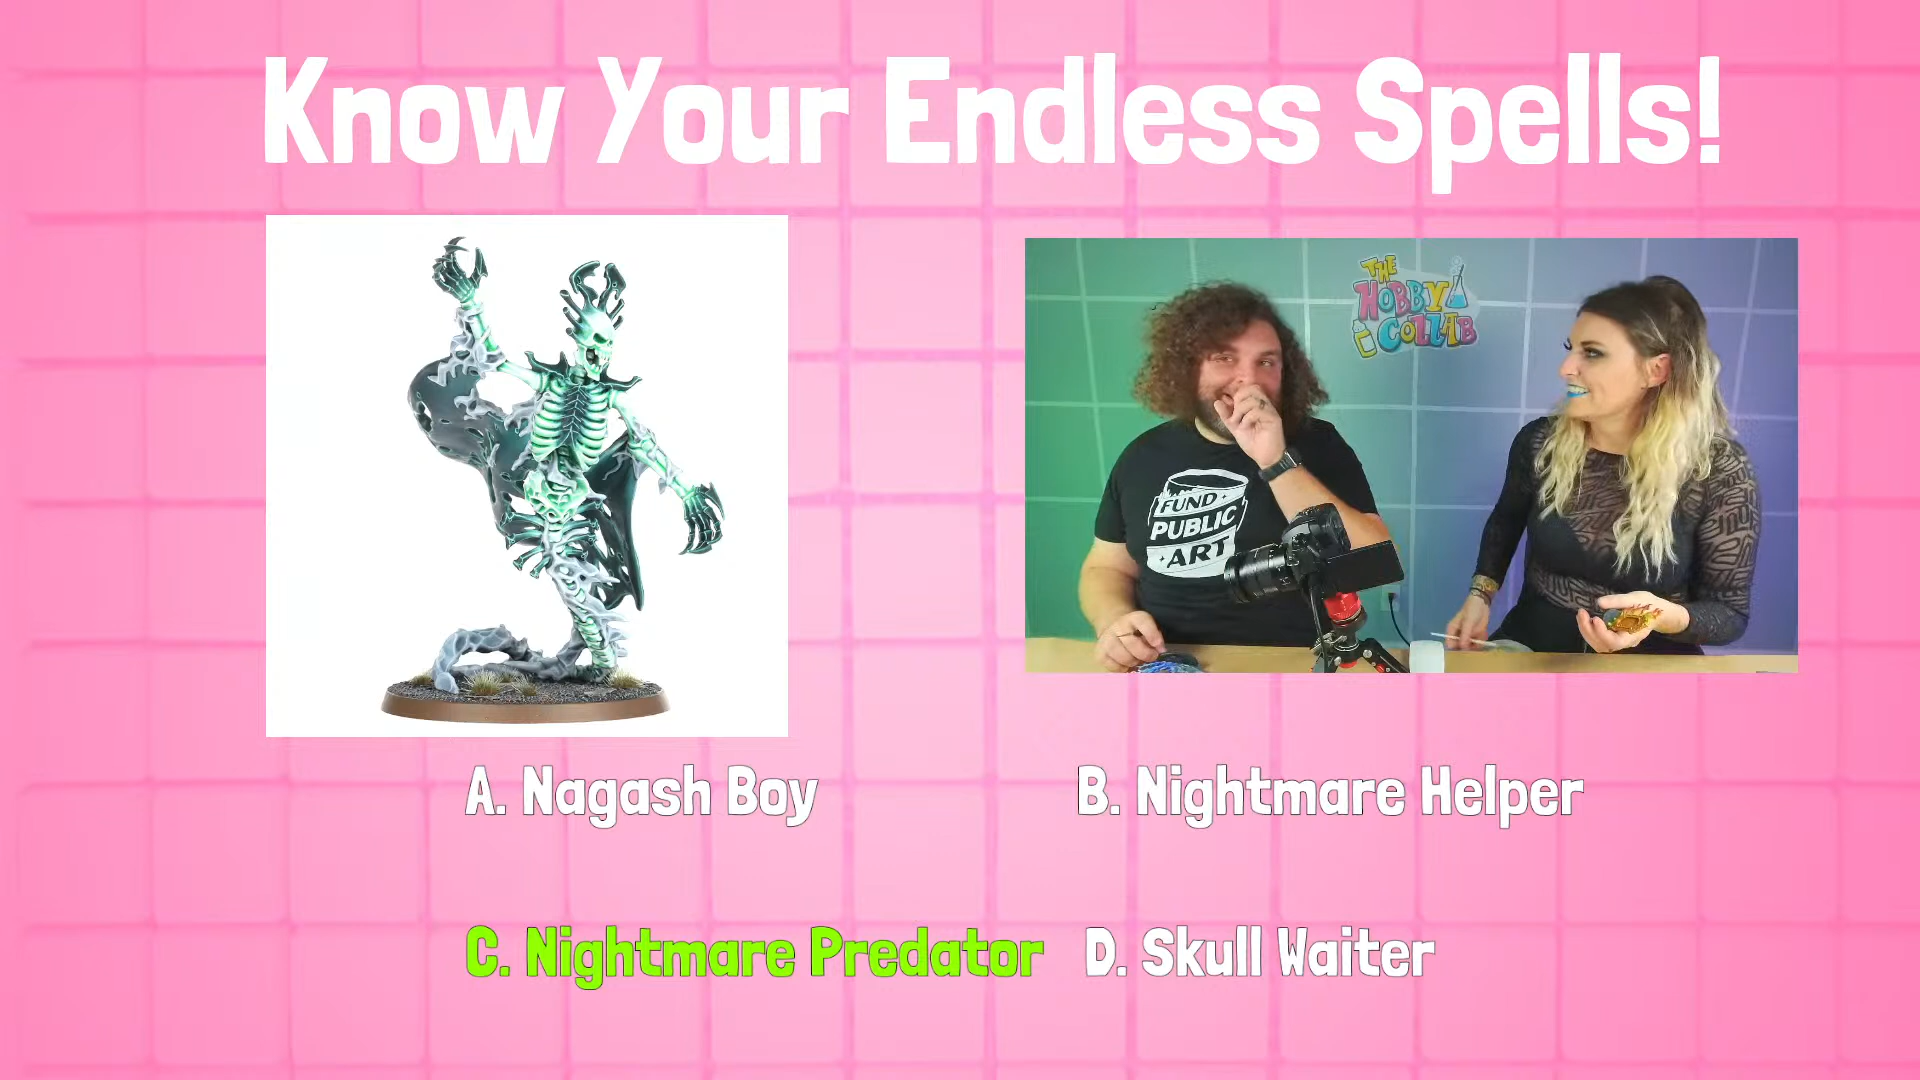 Know Your Endless Spells!
THE
HOBBY
COLLAB
FUND
PUBLIC
ART
A. Nagash Boy
B. Nightmare Helper
C. Nightmare Predator
D. Skull Waiter